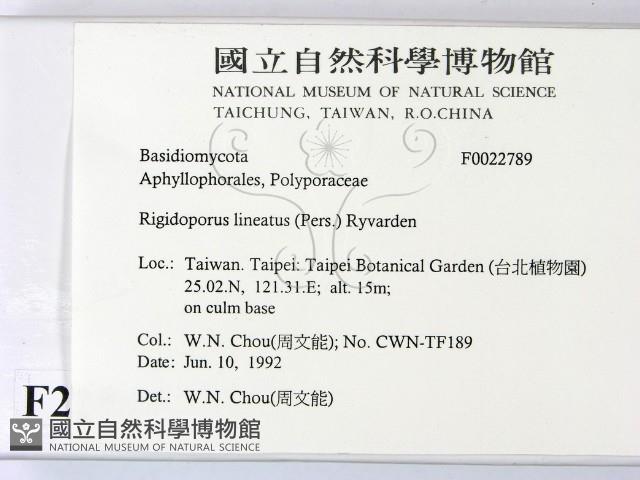 國立自然科學博物館
NATIONAL MUSEUM OF NATURAL SCIENCE
TAICHUNG, TAIWAN, R.O.CHINA
Basidiomycota F0022789
Aphyllophorales, Polyporaceae
Rigidoporus lineatus (Pers.) Ryvarden
Loc.: Taiwan. Taipei: Taipei Botanical Garden (台北植物園)
25.02.N, 121.31.E; alt. 15m;
on culm base
Col.: W.N. Chou(周文能); No. CWN-TF189
Date: Jun. 10, 1992
Det.: W.N. Chou(周文能)
F2
國立自然科學博物館
NATIONAL MUSEUM OF NATURAL SCIENCE